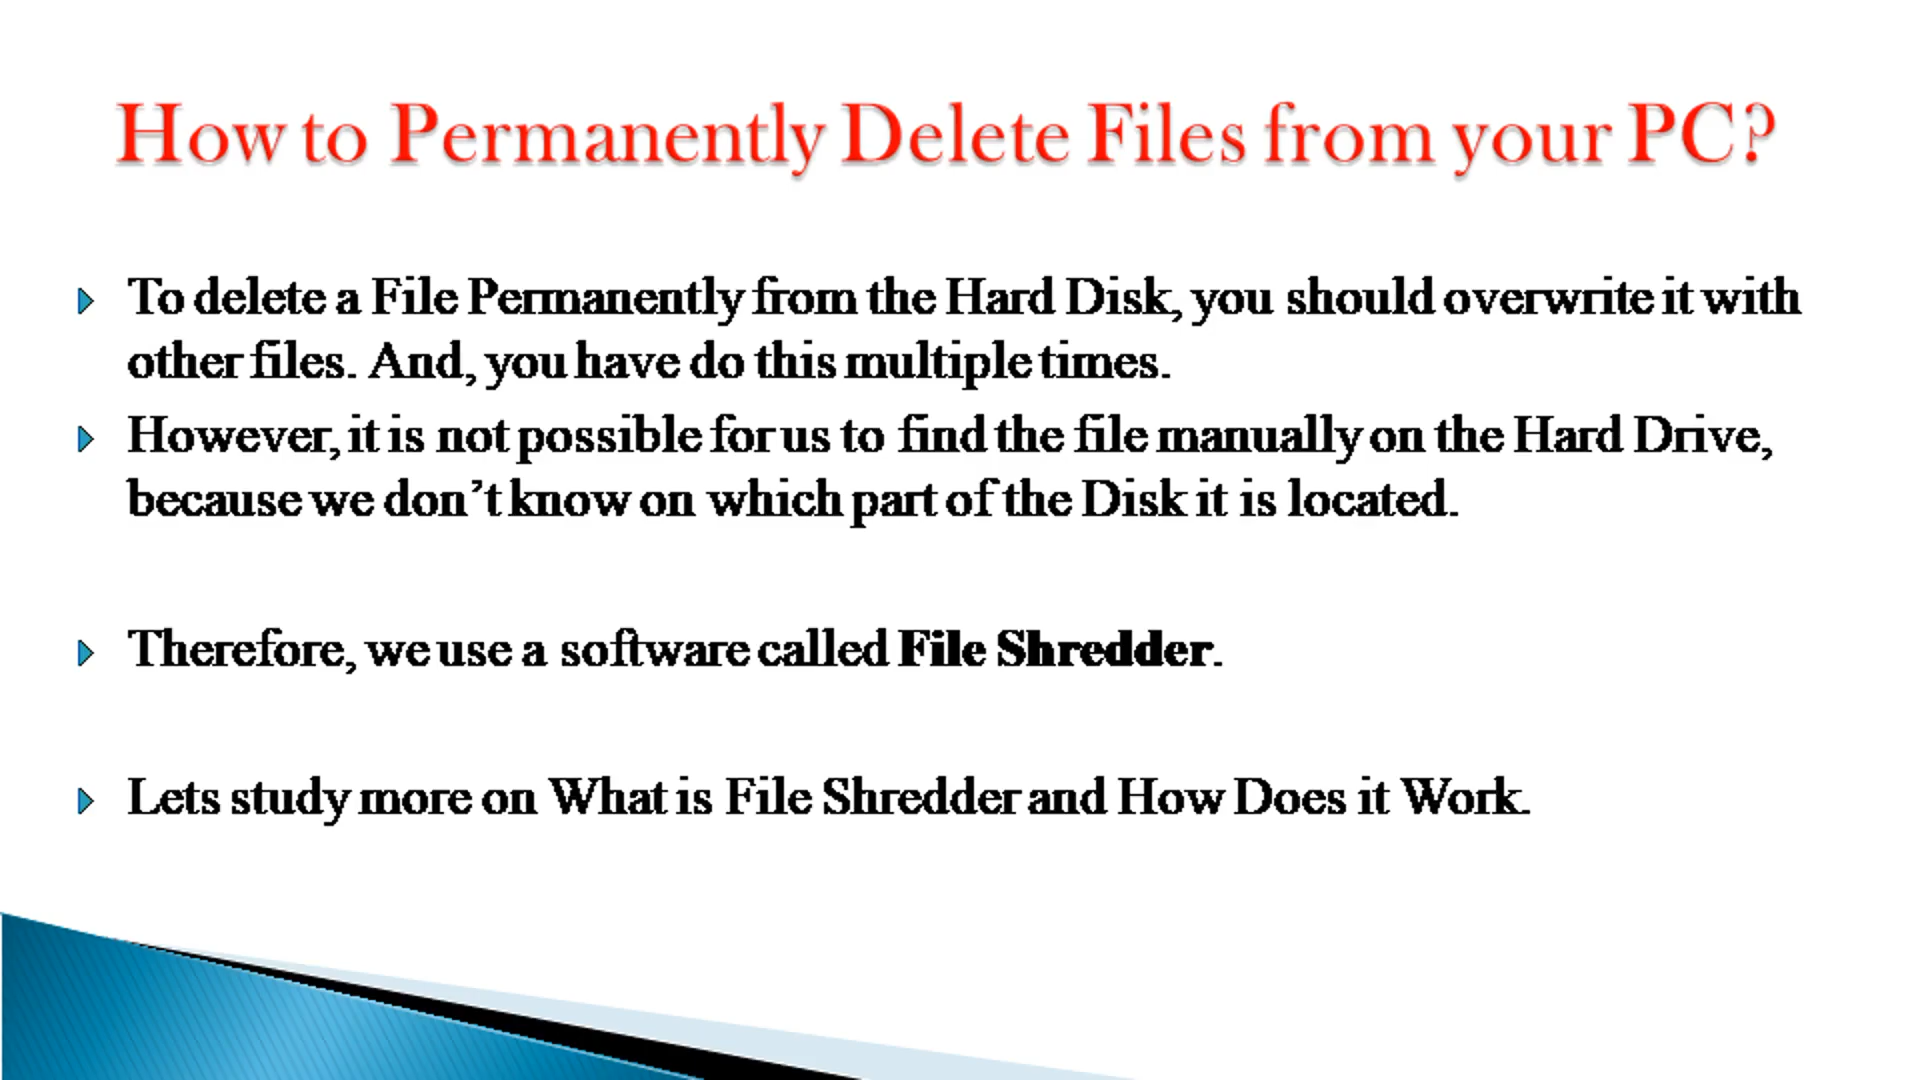 How to Permanently Delete Files from your PC?
To delete a File Permanently from the Hard Disk, you should overwrite it with
other files. And, you have do this multiple times.
However, it is not possible for us to find the file manually on the Hard Drive,
because we don't know on which part of the Disk it is located.
Therefore, we use a software called File Shredder.
Lets study more on What is File Shredder and How Does it Work.